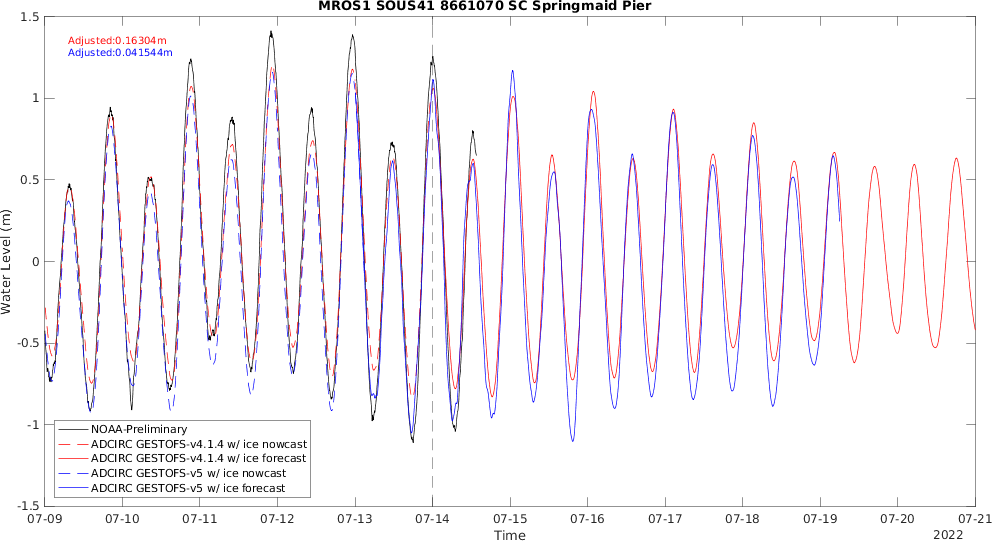 MROS1 SOUS41 8661070 SC Springmaid Pier
Adjusted:0.16304m
Adjusted:0.041544m
1.5
1
0.5
0
-0.5
-1
-1.5
Water Level (m)
NOAA-Preliminary
ADCIRC GESTOFS-v4.1.4 w/ ice nowcast
ADCIRC GESTOFS-v4.1.4 w/ ice forecast
ADCIRC GESTOFS-v5 w/ ice nowcast
ADCIRC GESTOFS-v5 w/ ice forecast
07-09 07-10 07-11 07-12 07-13 07-14 07-15 07-16 07-17 07-18 07-19 07-20 07-21
Time
2022